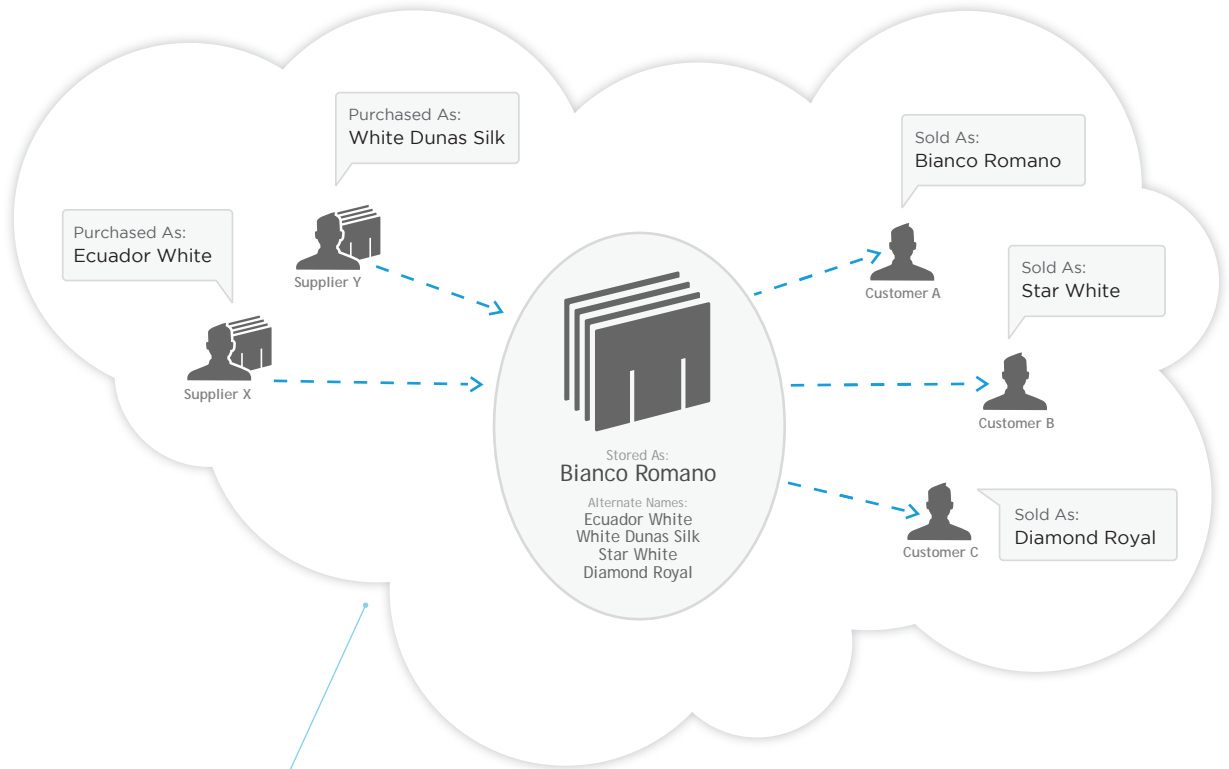 Purchased As:
White Dunas Silk
Supplier Y
Purchased As:
Ecuador White
Supplier X
Stored As:
Bianco Romano
Alternate Names:
Ecuador White
White Dunas Silk
Star White
Diamond Royal
Sold As:
Bianco Romano
Customer A
Sold As:
Star White
Customer B
Sold As:
Diamond Royal
Customer C